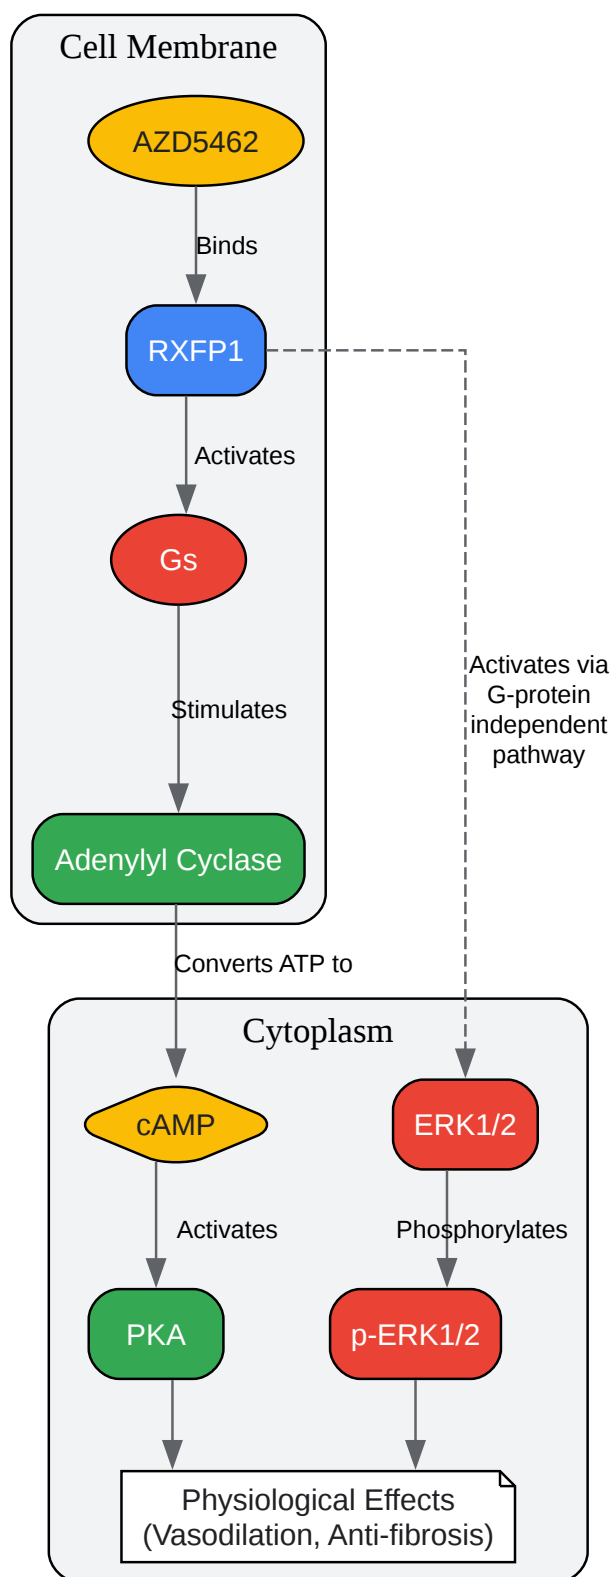 Cell Membrane
AZD5462
Binds
RXFP1
Activates
Gs
Activates via
G-protein
independent
pathway
Stimulates
Adenylyl Cyclase
Converts ATP to
Cytoplasm
cAMP
ERK1/2
Activates
Phosphorylates
PKA
p-ERK1/2
Physiological Effects
(Vasodilation, Anti-fibrosis)